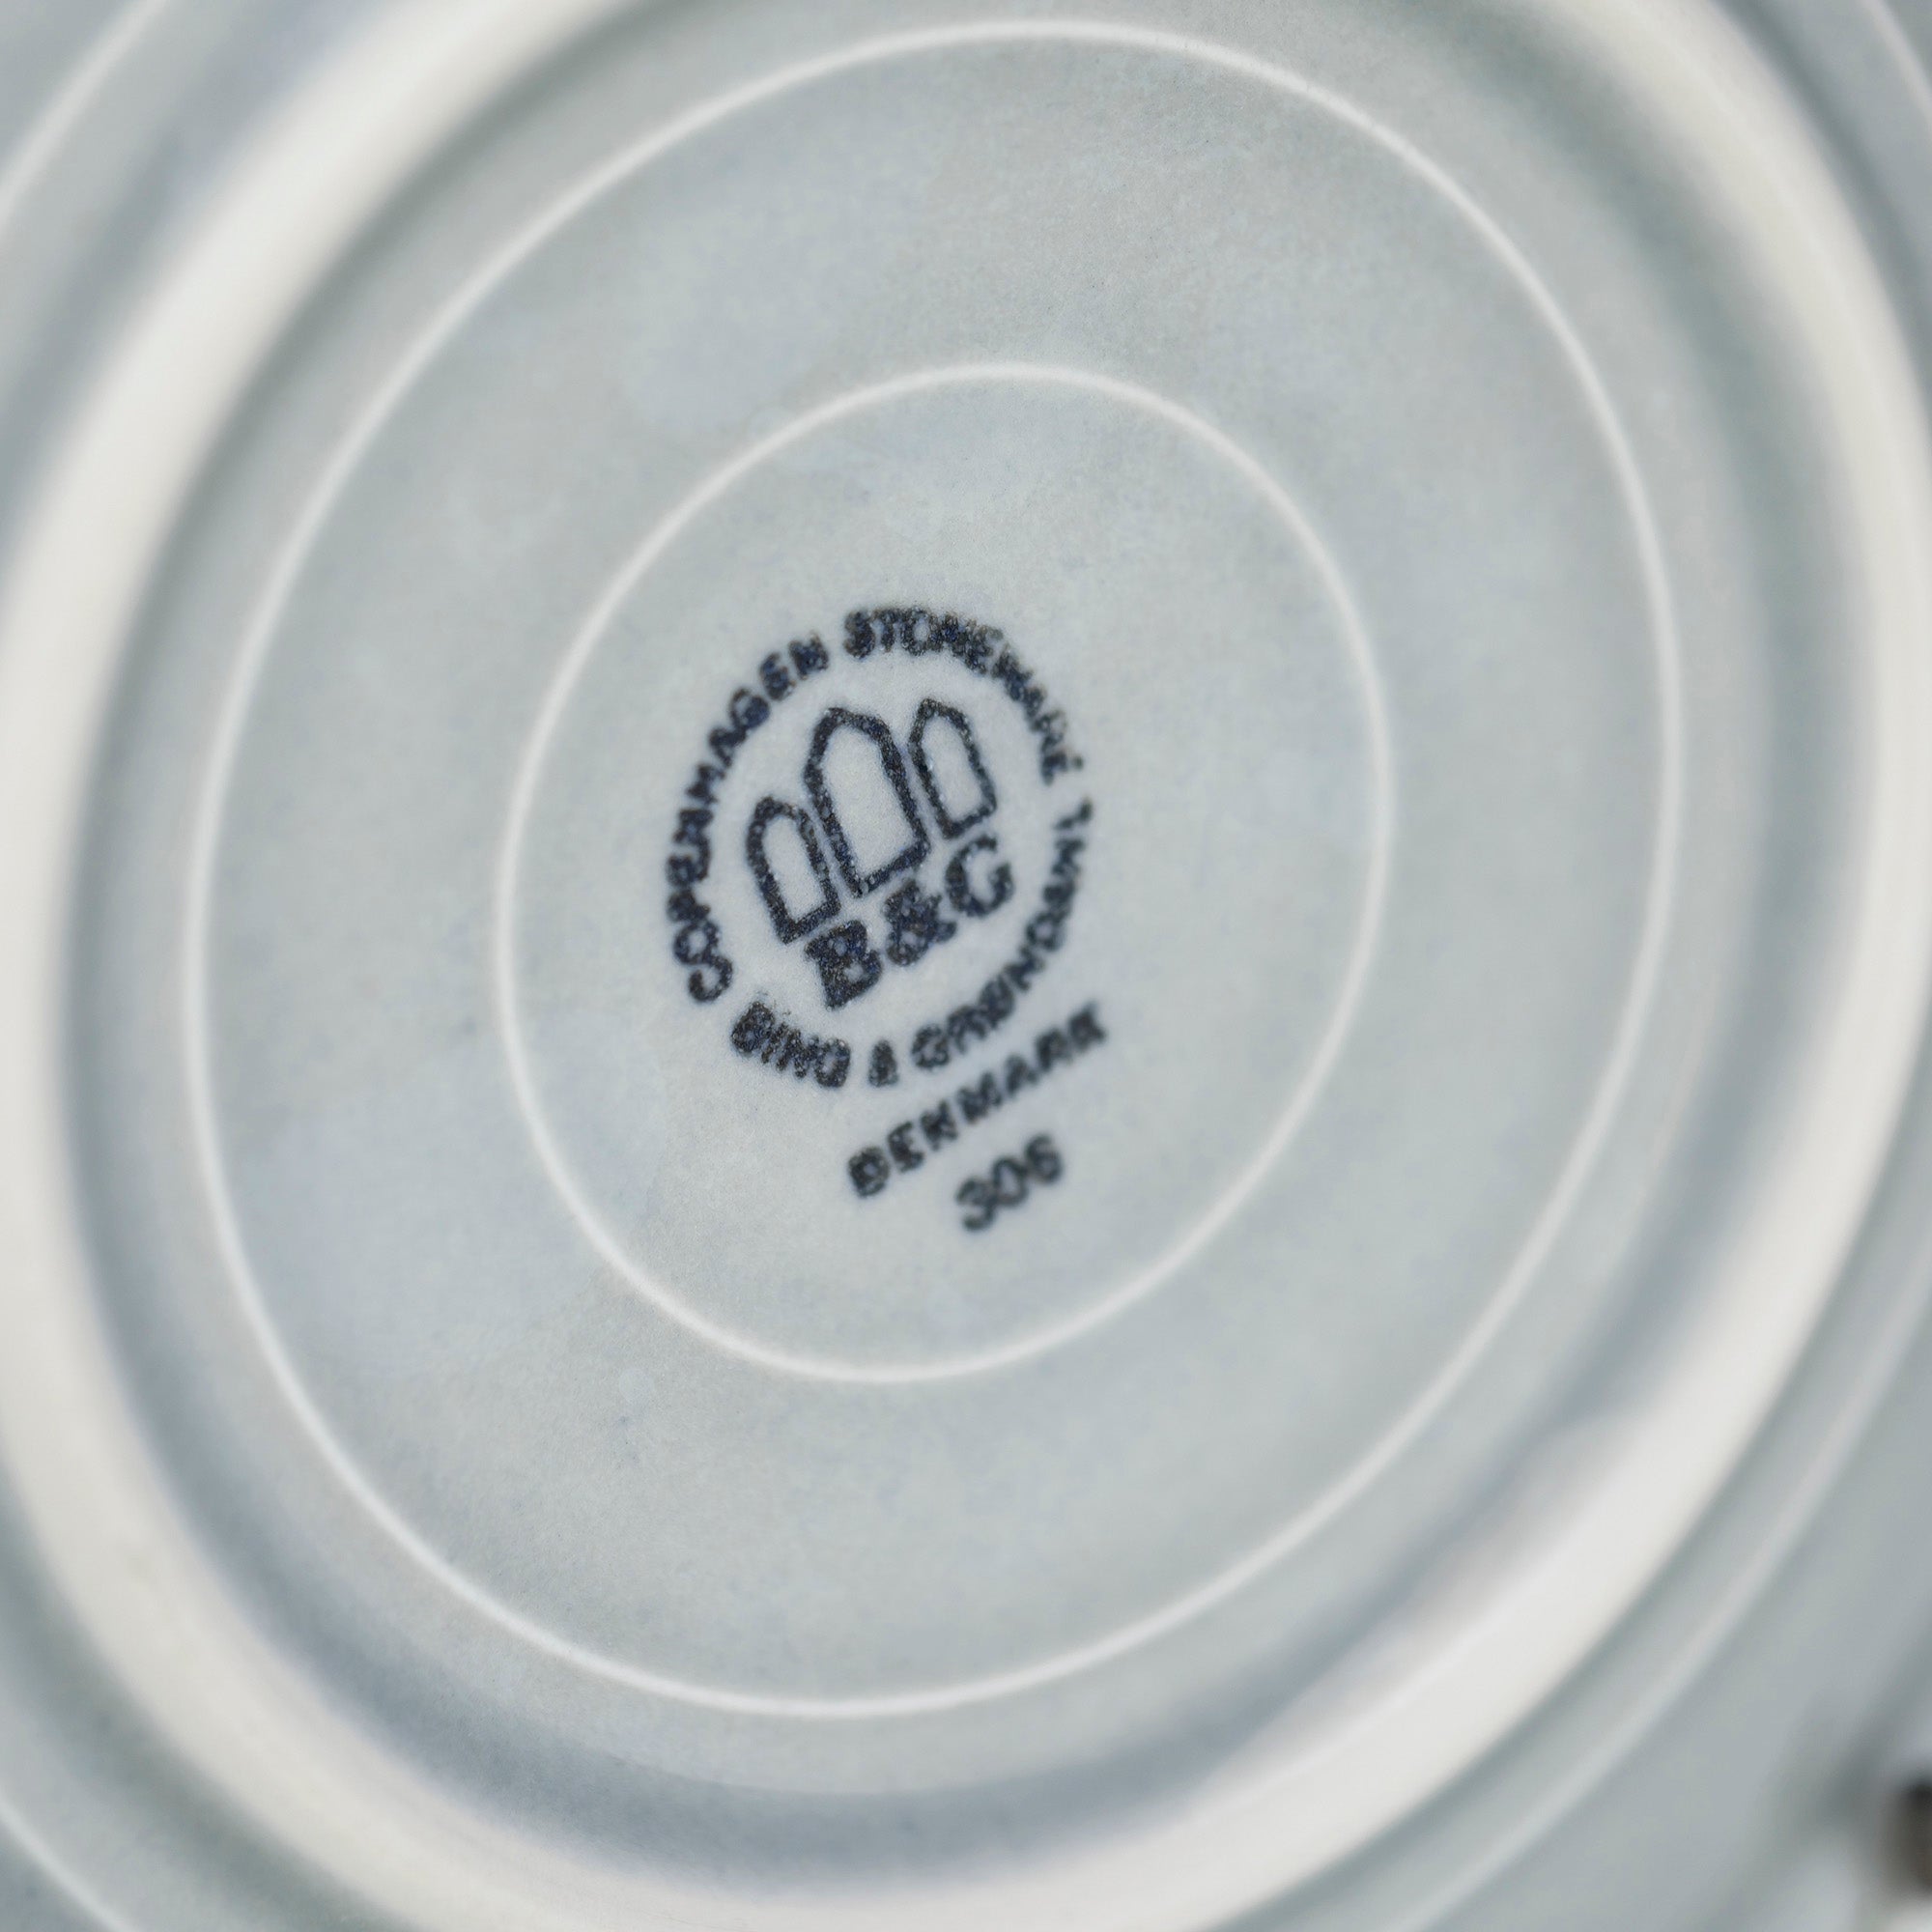 COPENHAGEN STONEWARE
B&G
BING & GRØNDAHL
DENMARK
306